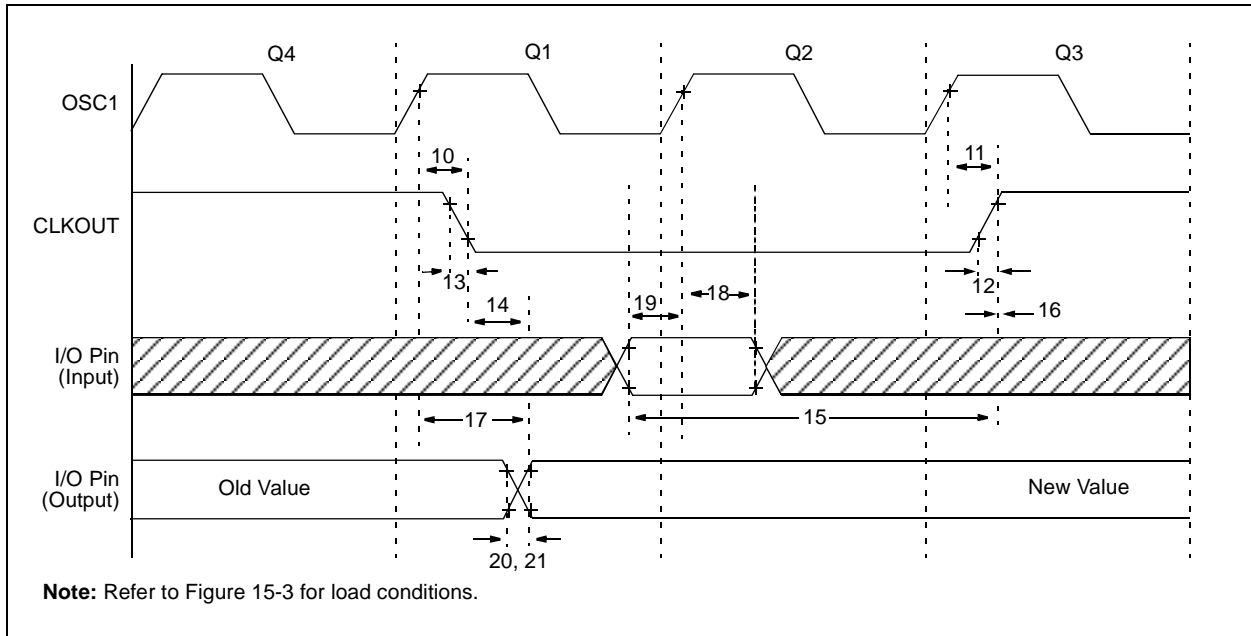 Q4 Q1 Q2 Q3
OSC1
10 11
CLKOUT
13 12
19 18
14 16
I/O Pin
(Input)
17 15
I/O Pin
(Output)
Old Value New Value
20, 21
Note: Refer to Figure 15-3 for load conditions.